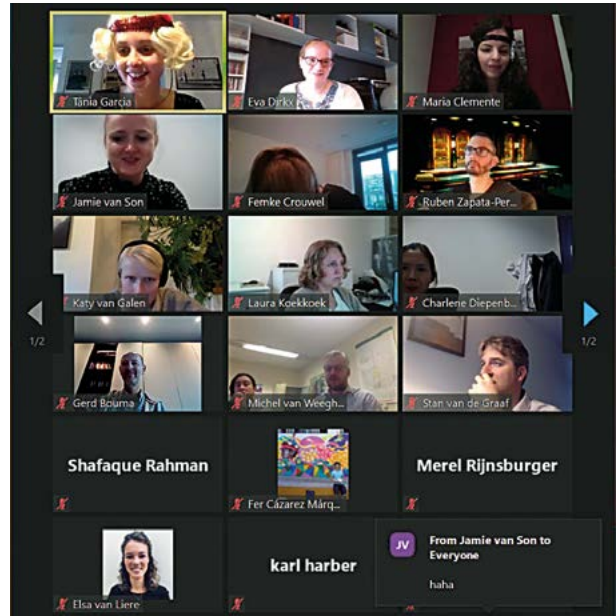 Tania Garcia
Eva Dirkx
Maria Clemente
Jamie van Son
Femke Crouwel
Ruben Zapata-Per...
Katy van Galen
Laura Koekkoek
Charlene Diepenb...
1/2
1/2
Gerd Bouma
Michel van Weegh...
Stan van de Graaf
Shafaque Rahman
Fer Cázarez Márq...
Merel Rijnsburger
Elsa van Liere
karl harber
JV
From Jamie van Son to
Everyone
haha